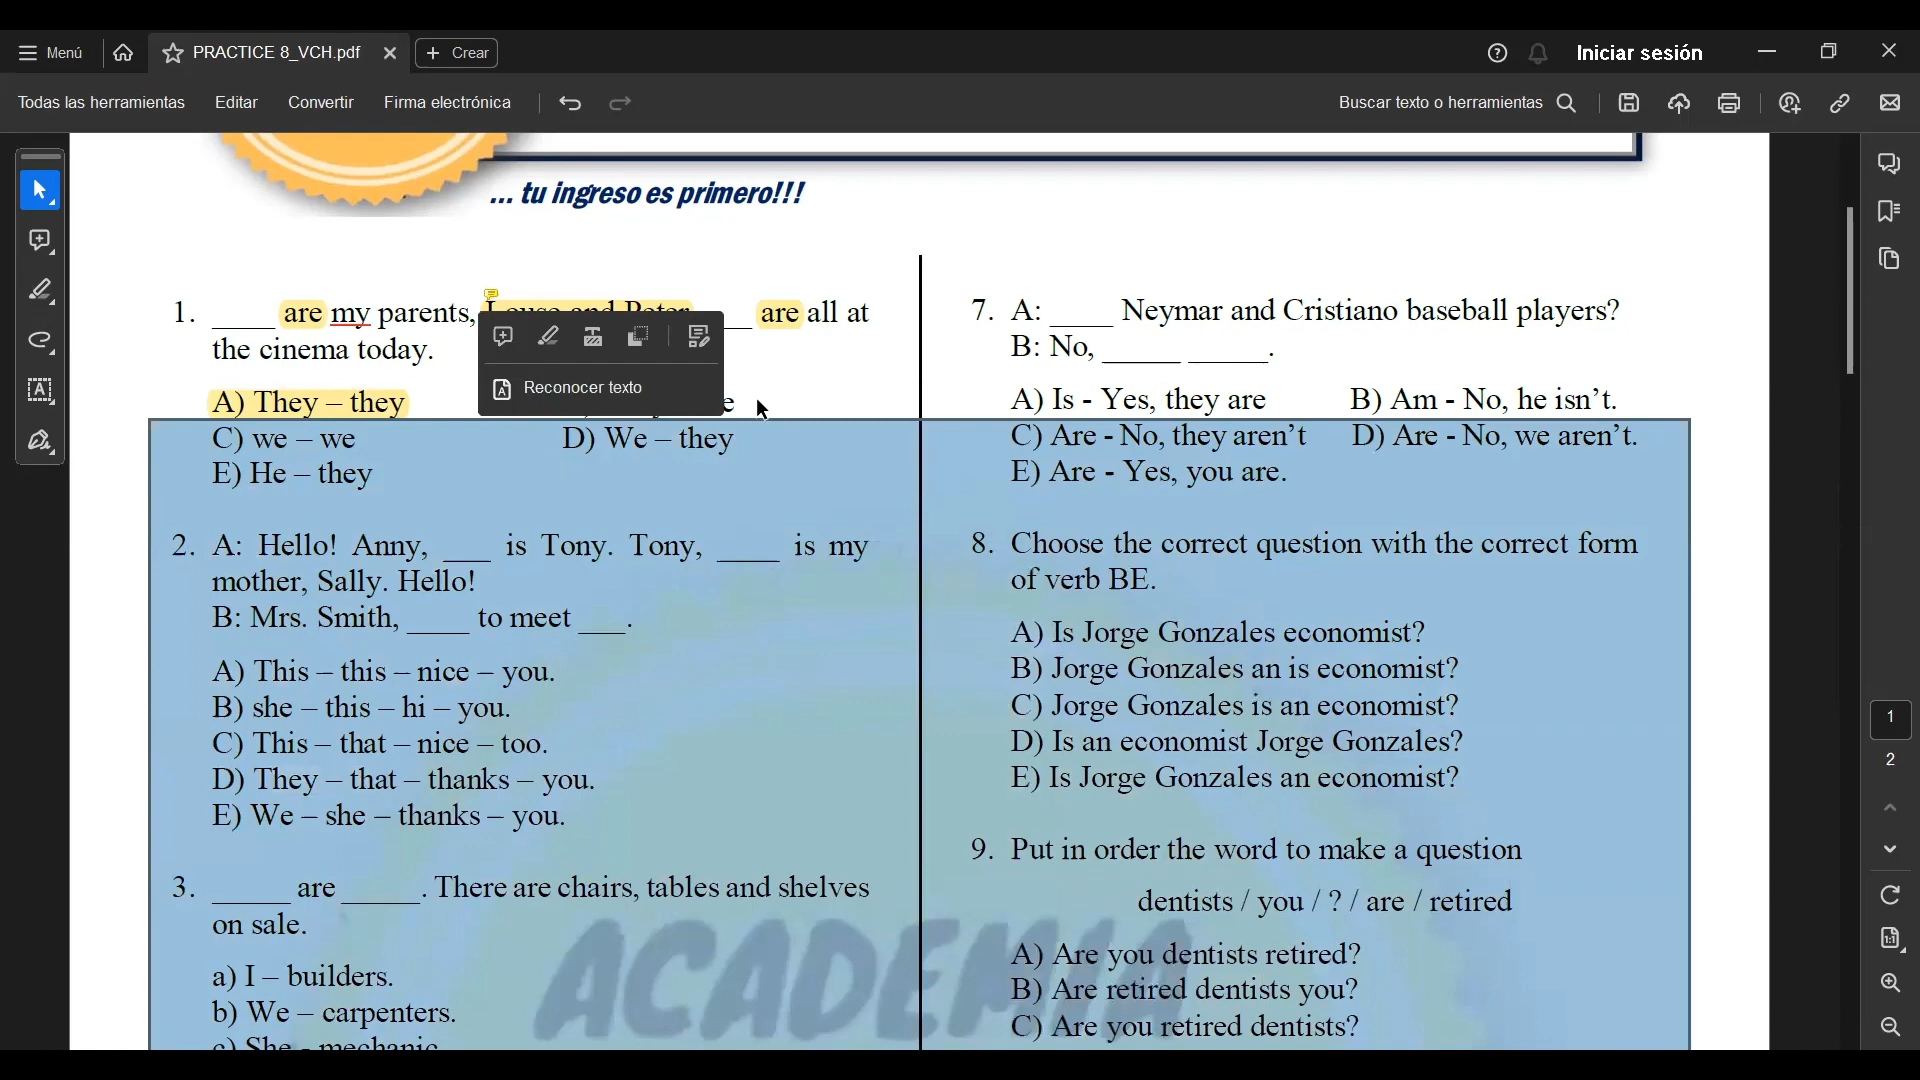 Menú
PRACTICE 8_VCH.pdf
Crear
Iniciar sesión
Todas las herramientas
Editar
Convertir
Firma electrónica
Buscar texto o herramientas
... tu ingreso es primero!!!
1. ____ are my parents, ____ are all at
the cinema today.
A) They – they
C) we – we D) We – they
E) He – they
Reconocer texto
2. A: Hello! Anny, ___ is Tony. Tony, ____ is my
mother, Sally. Hello!
B: Mrs. Smith, ____ to meet ___.
A) This – this – nice – you.
B) she – this – hi – you.
C) This – that – nice – too.
D) They – that – thanks – you.
E) We – she – thanks – you.
3. _____ are _____. There are chairs, tables and shelves
on sale.
a) I – builders.
b) We – carpenters.
c) She - mechanic
7. A: ____ Neymar and Cristiano baseball players?
B: No, _____ _____.
A) Is - Yes, they are B) Am - No, he isn’t.
C) Are - No, they aren’t D) Are - No, we aren’t.
E) Are - Yes, you are.
8. Choose the correct question with the correct form
of verb BE.
A) Is Jorge Gonzales economist?
B) Jorge Gonzales an is economist?
C) Jorge Gonzales is an economist?
D) Is an economist Jorge Gonzales?
E) Is Jorge Gonzales an economist?
9. Put in order the word to make a question
dentists / you / ? / are / retired
A) Are you dentists retired?
B) Are retired dentists you?
C) Are you retired dentists?
ACADEMIA
1
2